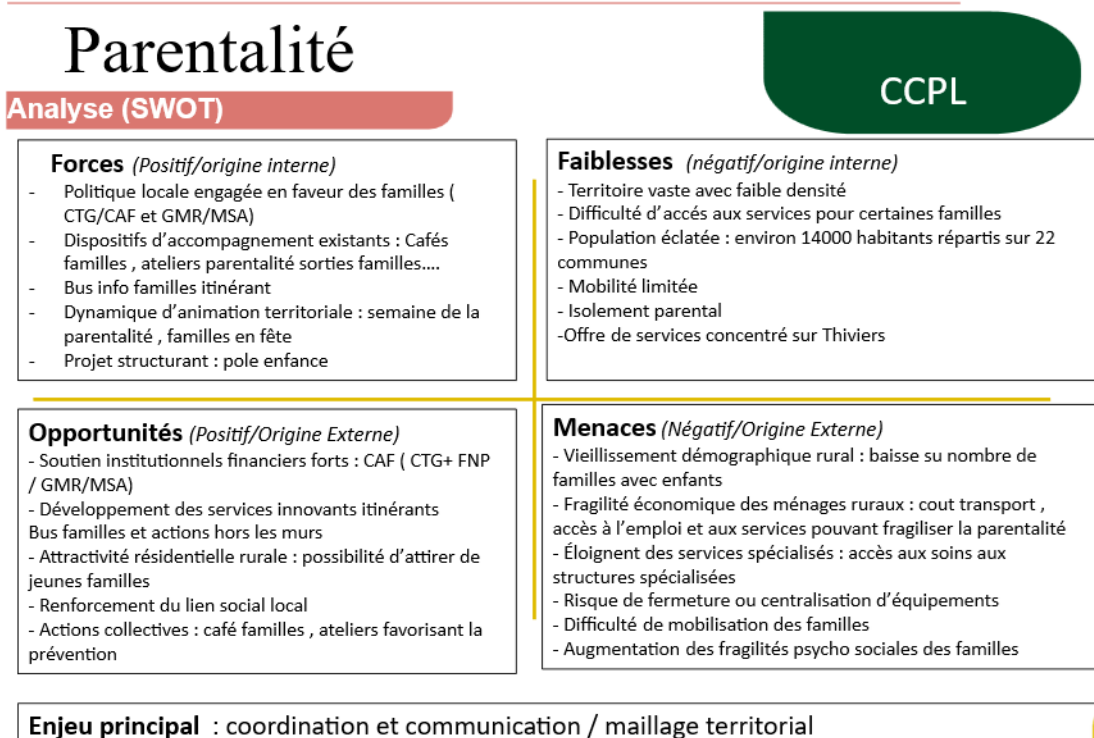 Parentalité
CCPL
Analyse (SWOT)
Forces (Positif/origine interne)
- Politique locale engagée en faveur des familles (
CTG/CAF et GMR/MSA)
- Dispositifs d’accompagnement existants : Cafés
familles , ateliers parentalité sorties familles....
- Bus info familles itinérant
- Dynamique d’animation territoriale : semaine de la
parentalité , familles en fête
- Projet structurant : pole enfance
Faiblesses (négatif/origine interne)
- Territoire vaste avec faible densité
- Difficulté d’accés aux services pour certaines familles
- Population éclatée : environ 14000 habitants répartis sur 22
communes
- Mobilité limitée
- Isolement parental
-Offre de services concentré sur Thiviers
Opportunités (Positif/Origine Externe)
- Soutien institutionnels financiers forts : CAF ( CTG+ FNP
/ GMR/MSA)
- Développement des services innovants itinérants
Bus familles et actions hors les murs
- Attractivité résidentielle rurale : possibilité d’attirer de
jeunes familles
- Renforcement du lien social local
- Actions collectives : café familles , ateliers favorisant la
prévention
Menaces (Négatif/Origine Externe)
- Vieillissement démographique rural : baisse su nombre de
familles avec enfants
- Fragilité économique des ménages ruraux : cout transport ,
accès à l’emploi et aux services pouvant fragiliser la parentalité
- Éloignent des services spécialisés : accès aux soins aux
structures spécialisées
- Risque de fermeture ou centralisation d’équipements
- Difficulté de mobilisation des familles
- Augmentation des fragilités psycho sociales des familles
Enjeu principal : coordination et communication / maillage territorial